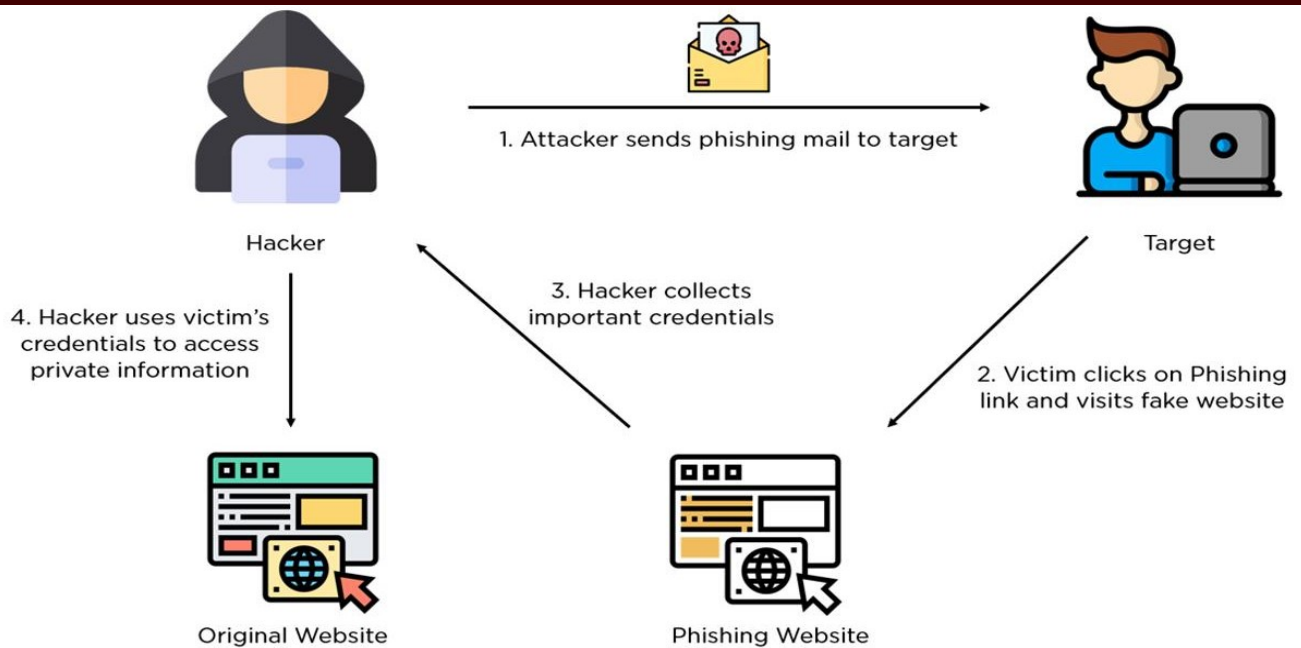 1. Attacker sends phishing mail to target
Hacker
Target
3. Hacker collects
important credentials
4. Hacker uses victim’s
credentials to access
private information
2. Victim clicks on Phishing
link and visits fake website
Original Website
Phishing Website